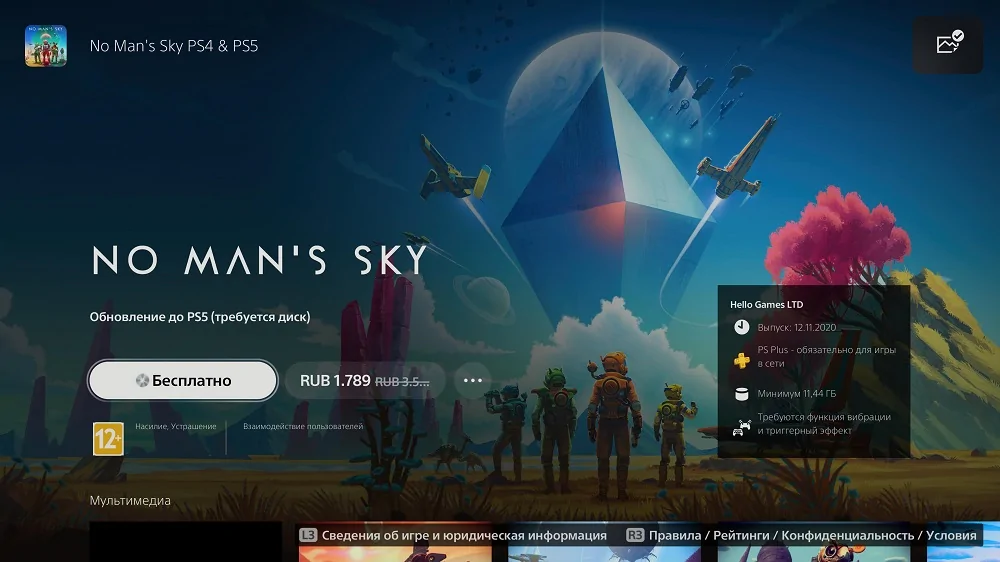 No Man's Sky PS4 & PS5
NO MAN'S SKY
Обновление до PS5 (требуется диск)
Бесплатно
RUB 1.789 RUB 3.5...
12+
Насилие, Устрашение
Взаимодействие пользователей
Hello Games LTD
Выпуск: 12.11.2020
PS Plus - обязательно для игры
в сети
Минимум 11,44 ГБ
Требуются функция вибрации
и триггерный эффект
Мультимедиа
L3 Сведения об игре и юридическая информация
R3 Правила / Рейтинги / Конфиденциальность / Условия